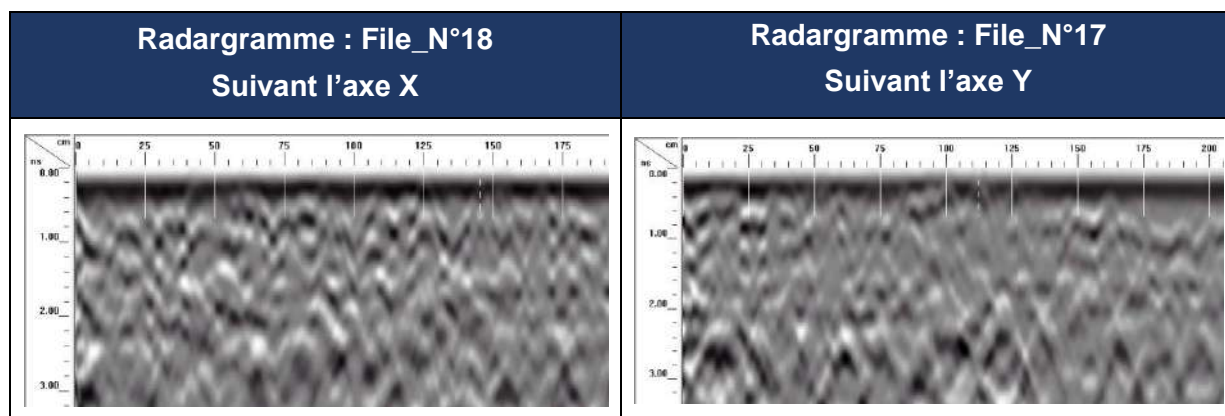 Radargramme : File_N°18
Suivant l'axe X
Radargramme : File_N°17
Suivant l'axe Y
cm
ns
0 25 50 75 100 125 150 175
0.00
1.00
2.00
3.00
cm
ns
0 25 50 75 100 125 150 175 200
0.00
1.00
2.00
3.00